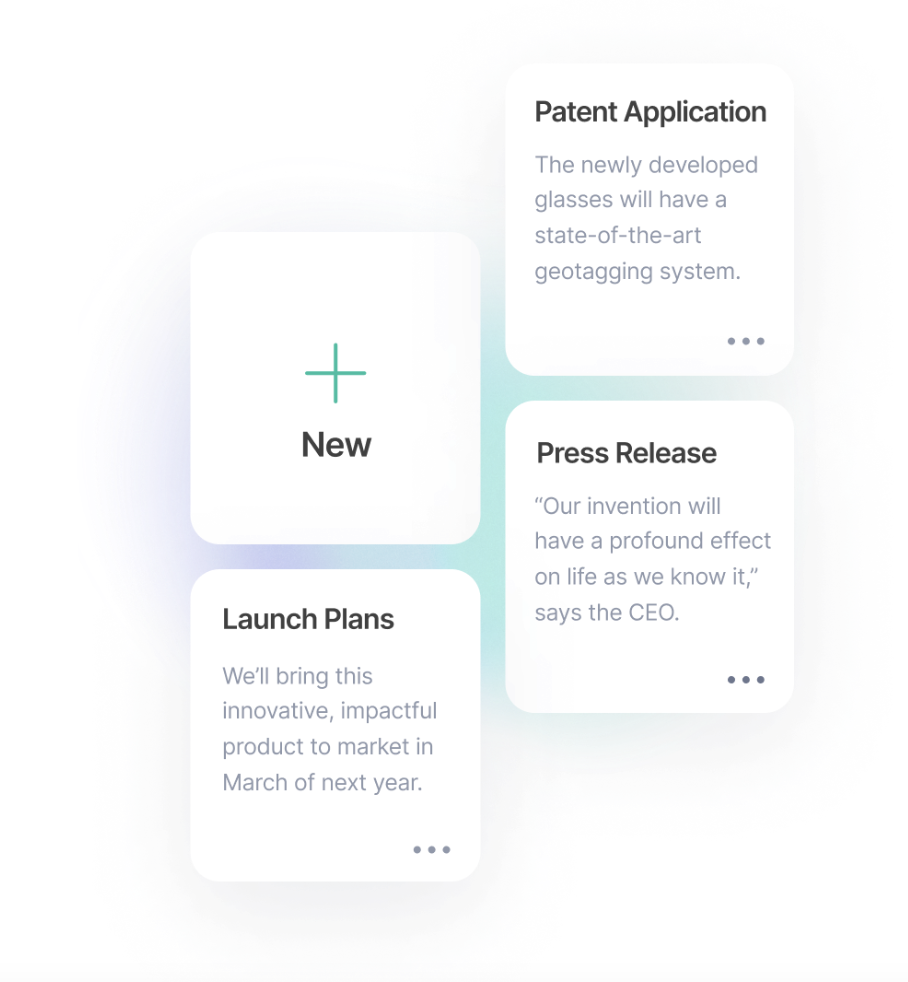 Patent Application
The newly developed
glasses will have a
state-of-the-art
geotagging system.
New
Press Release
“Our invention will
have a profound effect
on life as we know it,”
says the CEO.
Launch Plans
We’ll bring this
innovative, impactful
product to market in
March of next year.